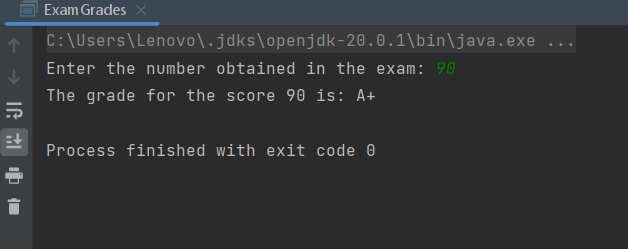 Exam Grades
C:\Users\Lenovo\.jdks\openjdk-20.0.1\bin\java.exe ...
Enter the number obtained in the exam: 90
The grade for the score 90 is: A+
Process finished with exit code 0